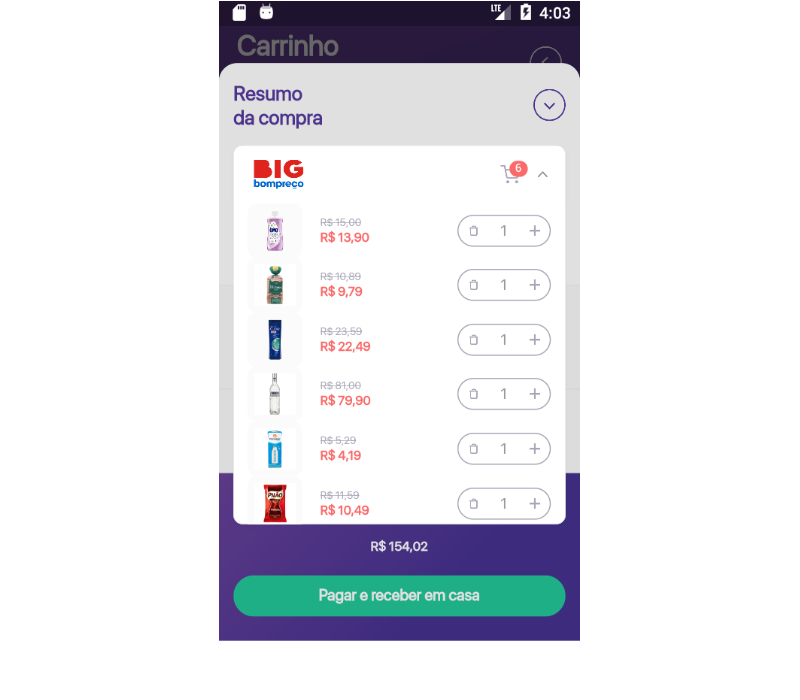 LTE 4:03
Carrinho
Resumo
da compra
BIG
bompreço
6
R$ 15,00
R$ 13,90
1
R$ 10,89
R$ 9,79
1
R$ 23,59
R$ 22,49
1
R$ 81,00
R$ 79,90
1
R$ 5,29
R$ 4,19
1
PILÃO
R$ 11,59
R$ 10,49
1
R$ 154,02
Pagar e receber em casa